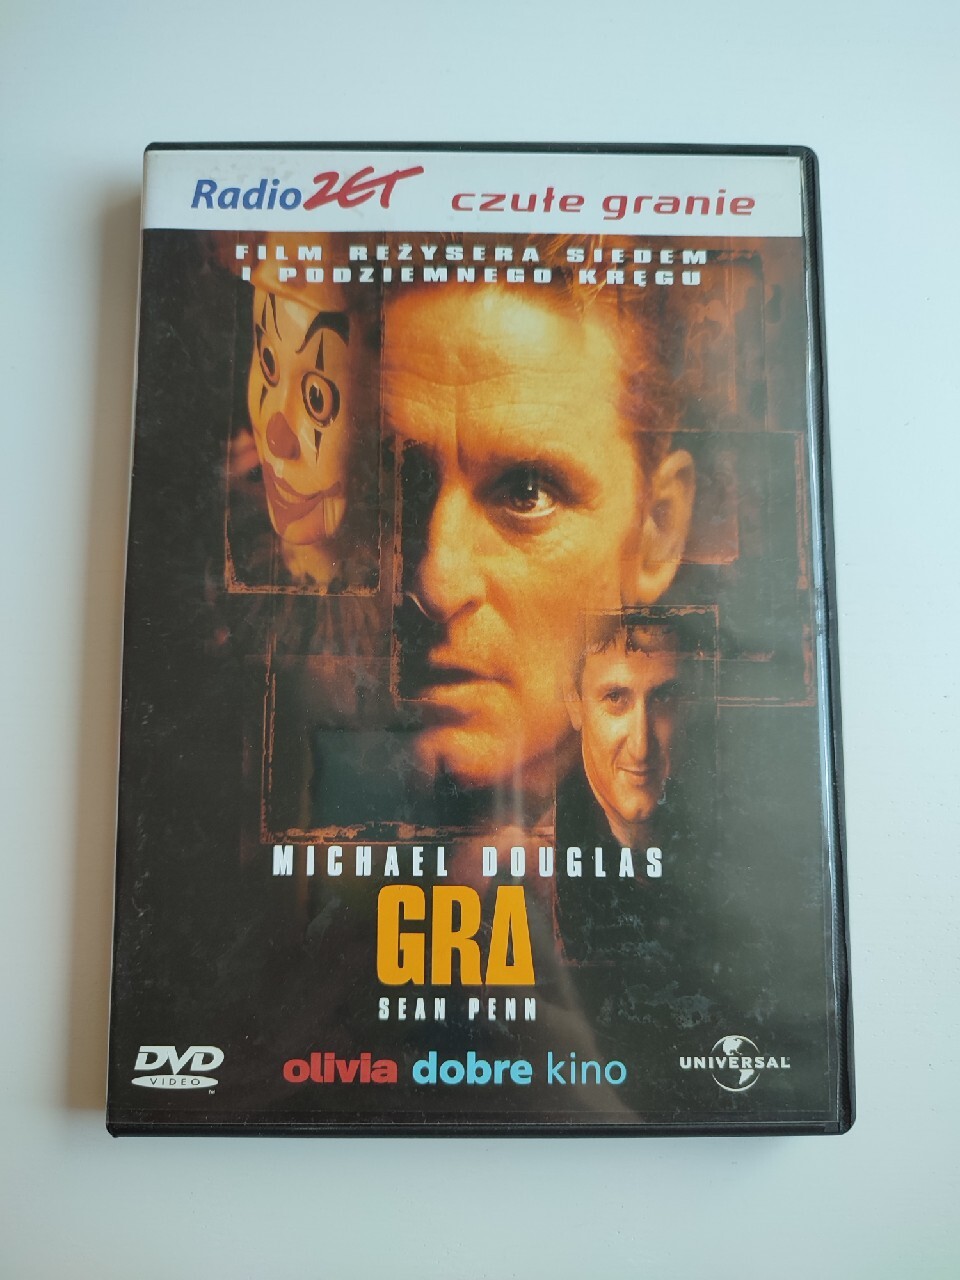 Radio ZET czułe granie
FILM REŻYSERA SIEDEM
I PODZIEMNEGO KRĘGU
MICHAEL DOUGLAS
GRA
SEAN PENN
DVD
VIDEO
TM
olivia dobre kino
UNIVERSAL